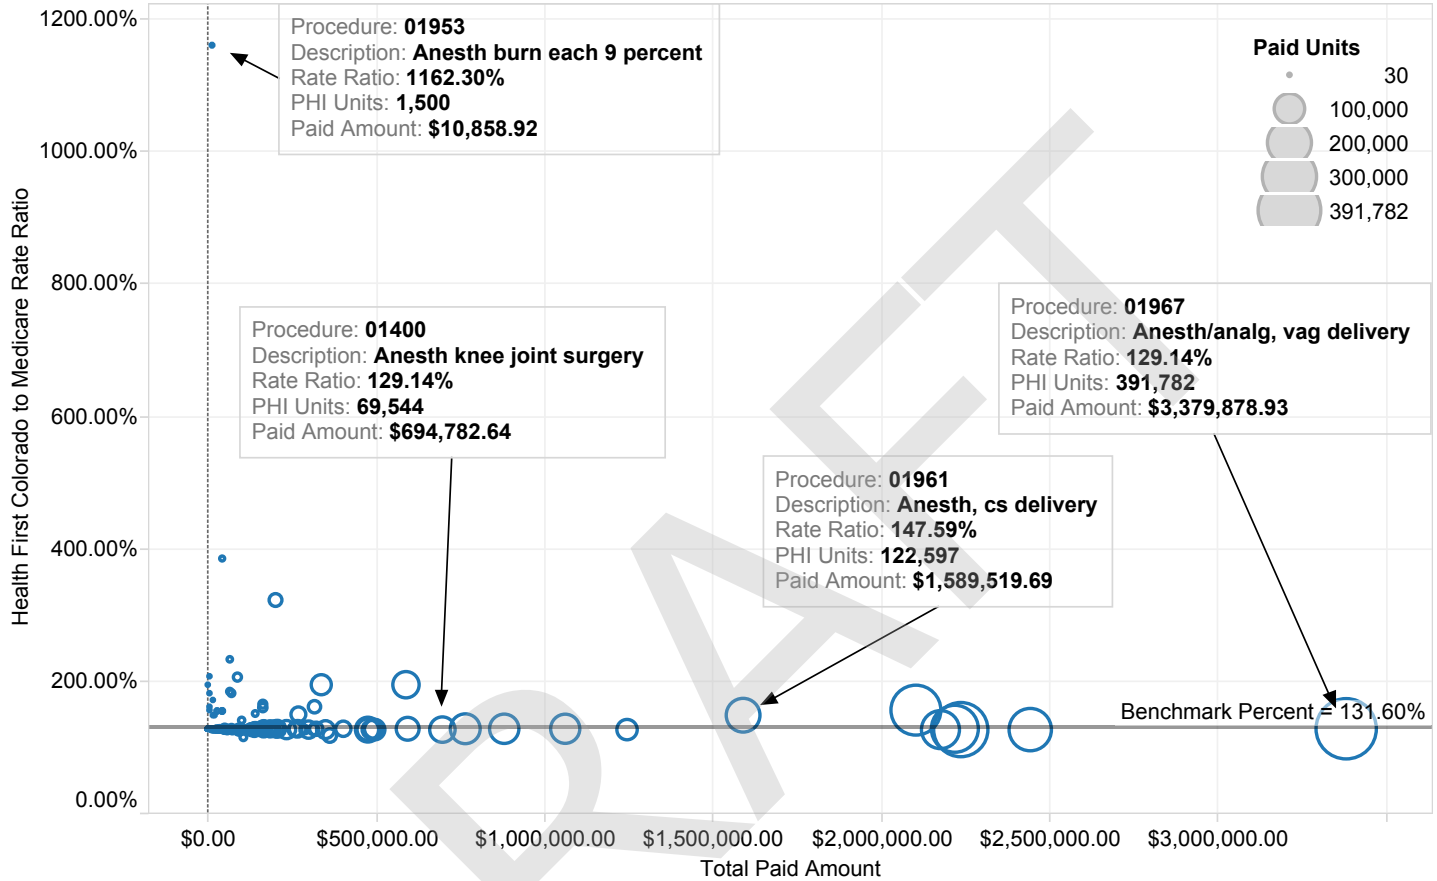 1200.00%
1000.00%
800.00%
600.00%
400.00%
200.00%
0.00%
Health First Colorado to Medicare Rate Ratio
Procedure: 01953
Description: Anesth burn each 9 percent
Rate Ratio: 1162.30%
PHI Units: 1,500
Paid Amount: $10,858.92
Paid Units
30
100,000
200,000
300,000
391,782
Procedure: 01400
Description: Anesth knee joint surgery
Rate Ratio: 129.14%
PHI Units: 69,544
Paid Amount: $694,782.64
Procedure: 01967
Description: Anesth/analg, vag delivery
Rate Ratio: 129.14%
PHI Units: 391,782
Paid Amount: $3,379,878.93
Procedure: 01961
Description: Anesth, cs delivery
Rate Ratio: 147.59%
PHI Units: 122,597
Paid Amount: $1,589,519.69
Benchmark Percent = 131.60%
$0.00
$500,000.00
$1,000,000.00
$1,500,000.00
$2,000,000.00
$2,500,000.00
$3,000,000.00
Total Paid Amount
DRAFT